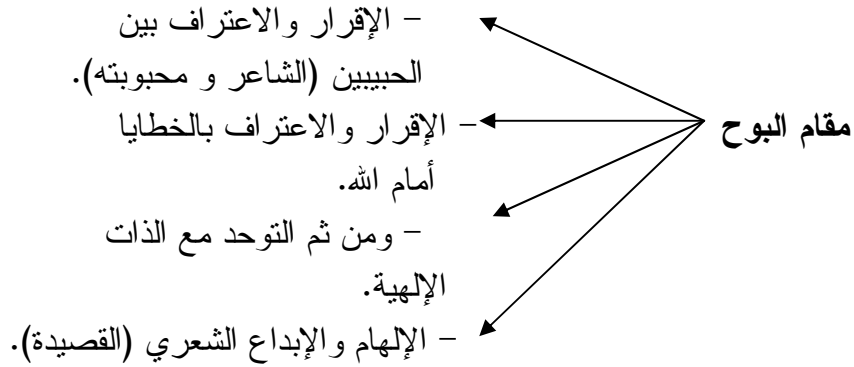 مقام البوح
- الإقرار والاعتراف بين
الحبيبين (الشاعر و محبوبته).
- الإقرار والاعتراف بالخطايا
أمام الله.
- ومن ثم التوحد مع الذات
الإلهية.
- الإلهام والإبداع الشعري (القصيدة).